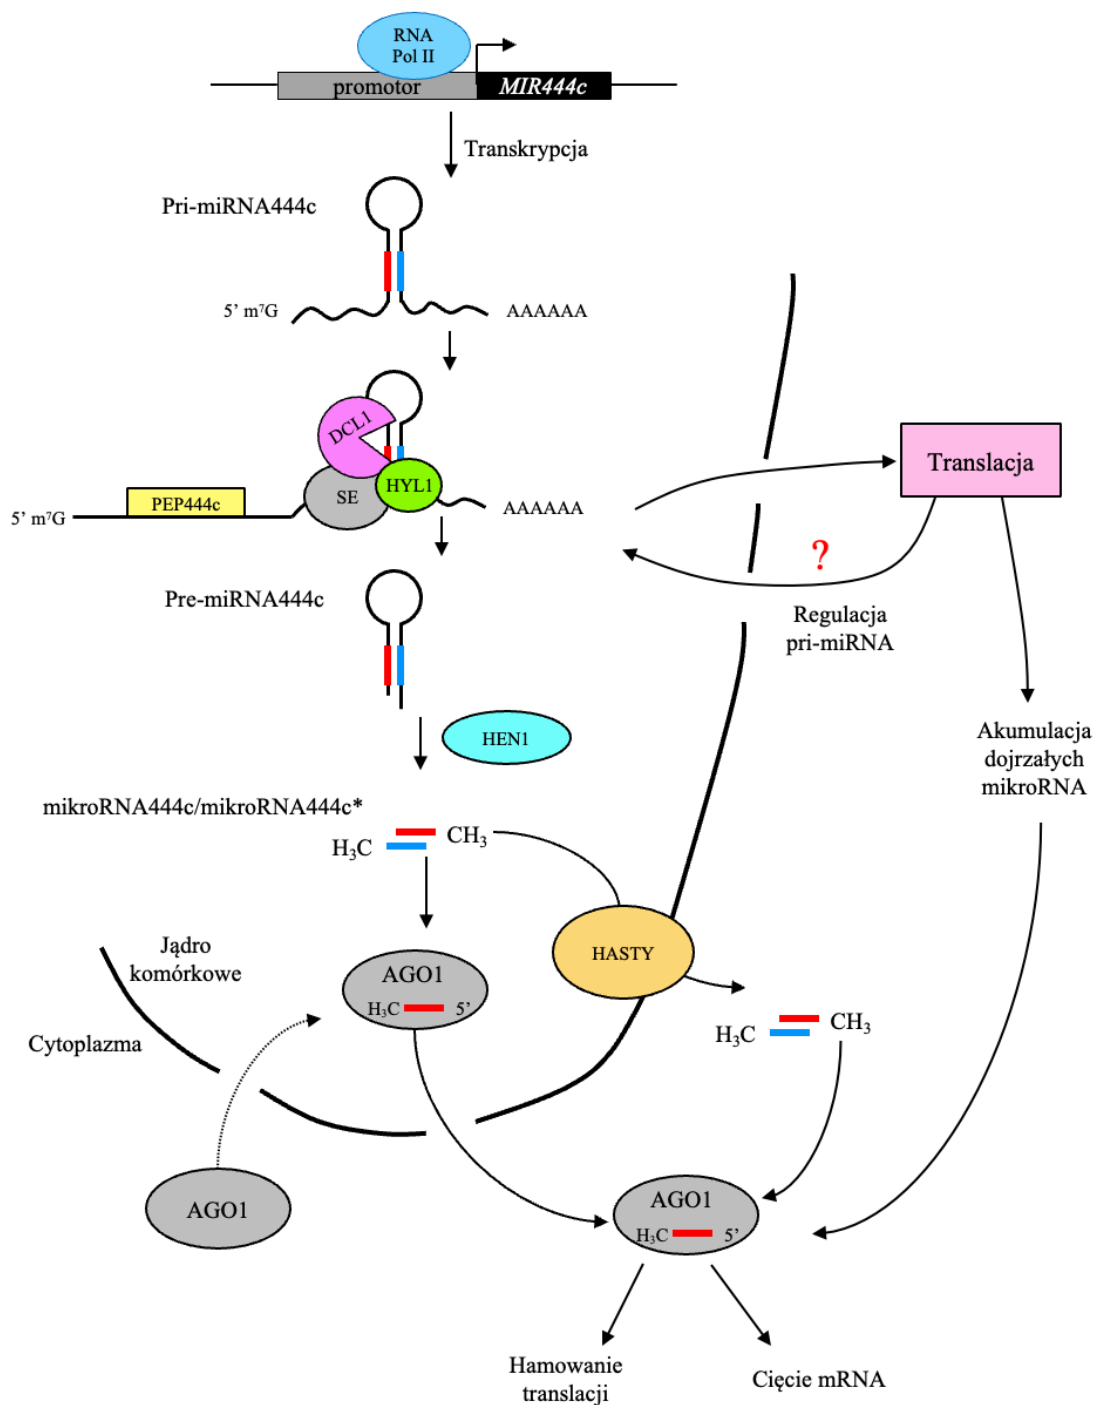 RNA
Pol II
promotor
MIR444c
Transkrypcja
Pri-miRNA444c
5’ m⁷G
AAAAAA
DCL1
SE
HYL1
PEP444c
5’ m⁷G
AAAAAA
Translacja
?
Regulacja
pri-miRNA
Pre-miRNA444c
HEN1
Akumulacja
dojrzałych
mikroRNA
mikroRNA444c/mikroRNA444c*
H₃C
CH₃
Jądro
komórkowe
HASTY
AGO1
H₃C 5’
Cytoplazma
H₃C
CH₃
AGO1
AGO1
H₃C 5’
Hamowanie
translacji
Cięcie mRNA